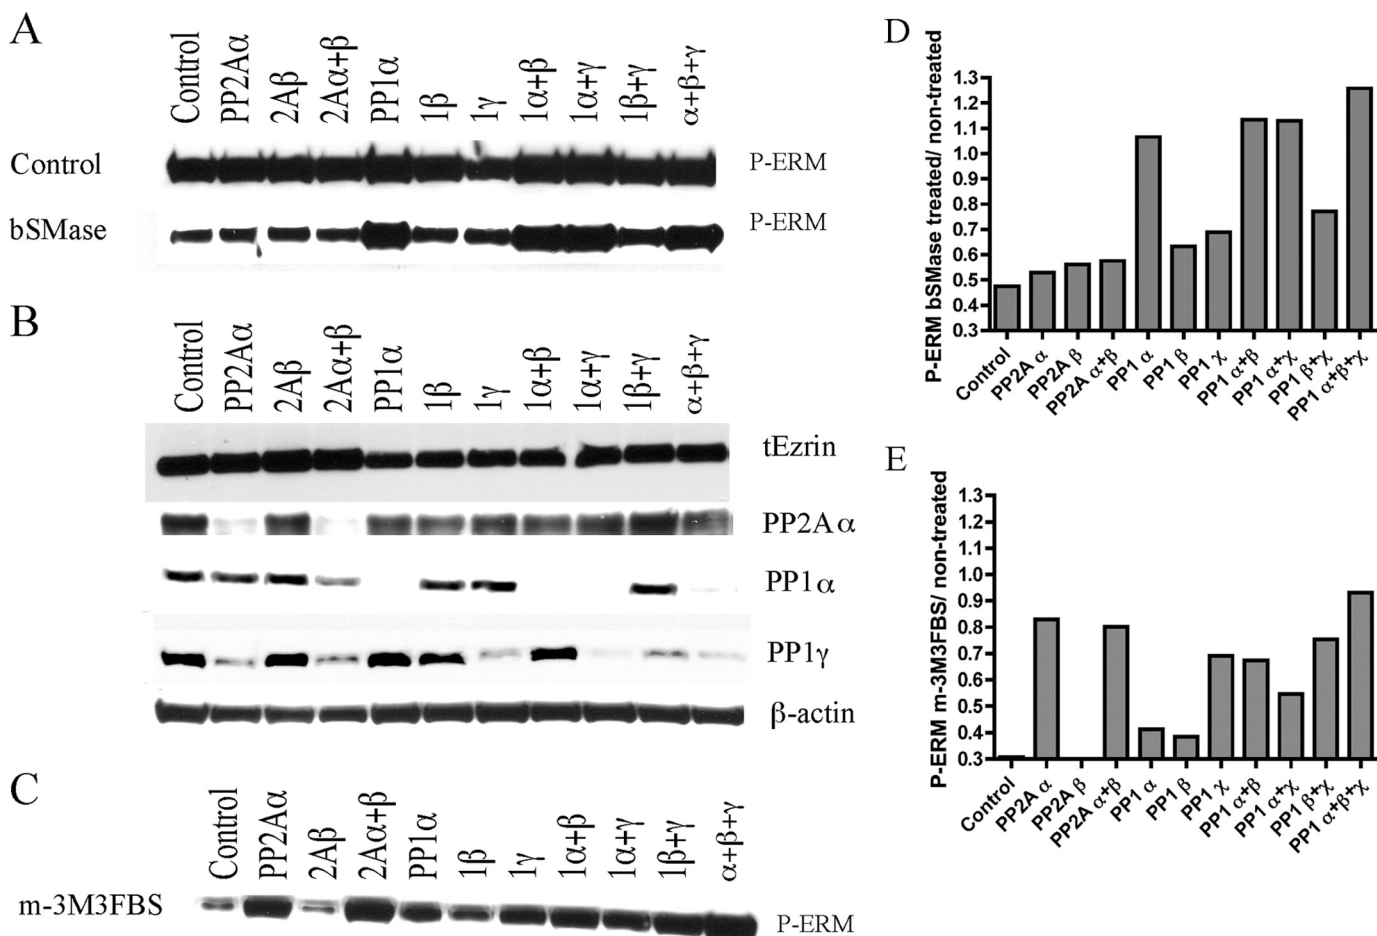 A
Control
PP2Aα
2Aβ
2Aα+β
PP1α
1β
1γ
1α+β
1α+γ
1β+γ
α+β+γ
Control
P-ERM
bSMase
P-ERM
B
Control
PP2Aα
2Aβ
2Aα+β
PP1α
1β
1γ
1α+β
1α+γ
1β+γ
α+β+γ
tEzrin
PP2Aα
PP1α
PP1γ
β-actin
C
Control
PP2Aα
2Aβ
2Aα+β
PP1α
1β
1γ
1α+β
1α+γ
1β+γ
α+β+γ
m-3M3FBS
P-ERM
D
P-ERM bSMase treated/ non-treated
1.3
1.2
1.1
1.0
0.9
0.8
0.7
0.6
0.5
0.4
0.3
Control
PP2A α
PP2A β
PP2A α+β
PP1 α
PP1 β
PP1 χ
PP1 α+β
PP1 α+χ
PP1 β+χ
PP1 α+β+χ
E
P-ERM m-3M3FBS/ non-treated
1.3
1.2
1.1
1.0
0.9
0.8
0.7
0.6
0.5
0.4
0.3
Control
PP2A α
PP2A β
PP2A α+β
PP1 α
PP1 β
PP1 χ
PP1 α+β
PP1 α+χ
PP1 β+χ
PP1 α+β+χ